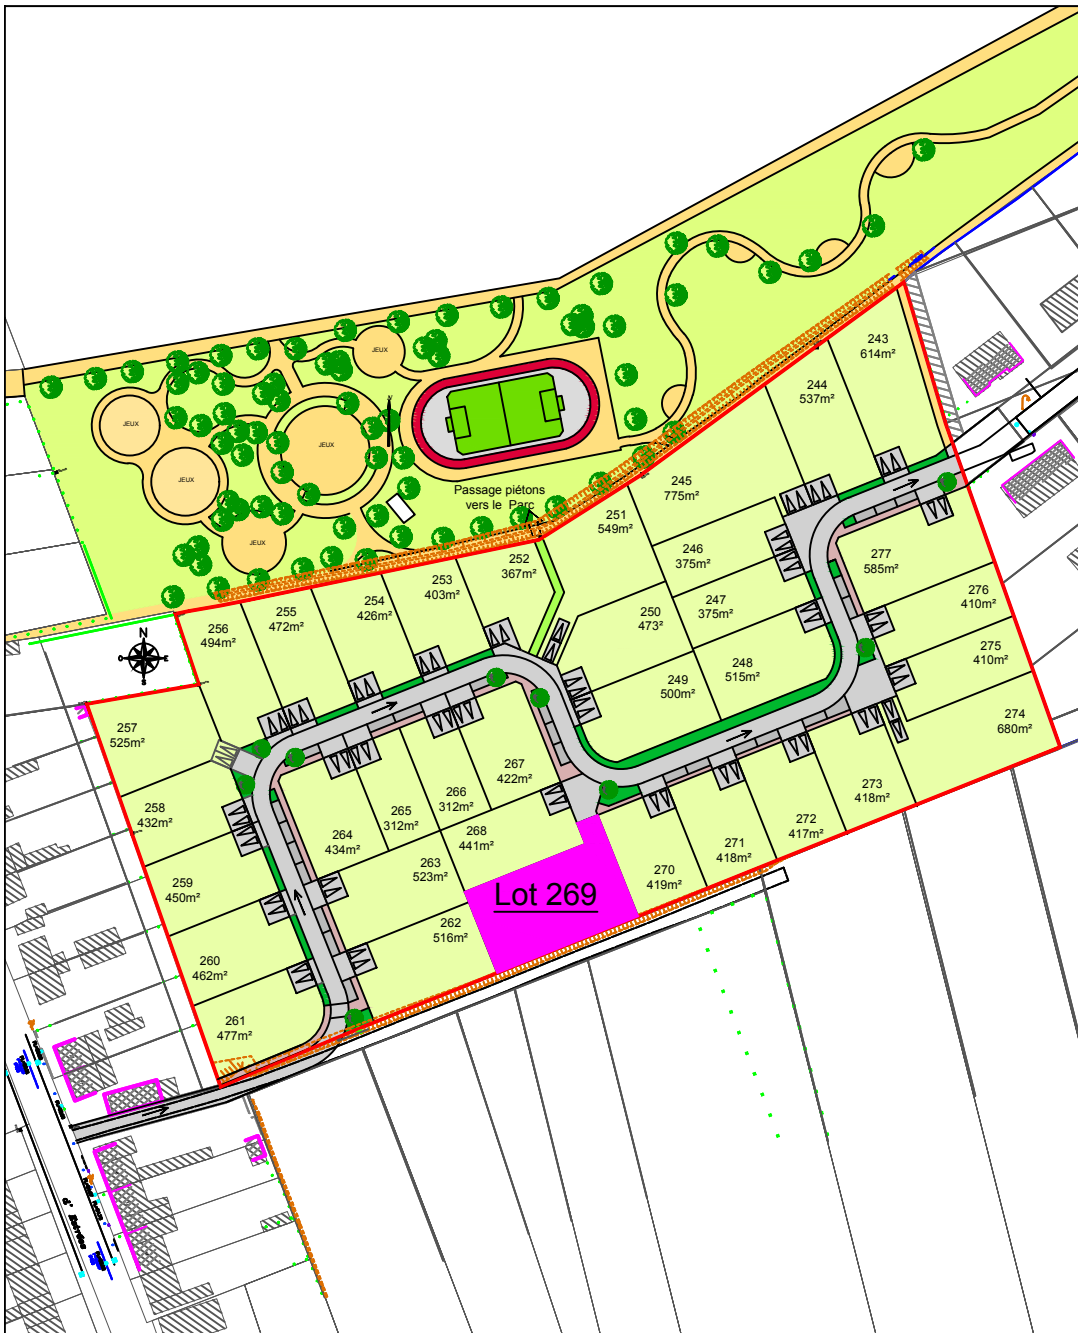 JEUX
JEUX
JEUX
JEUX
JEUX
Passage piétons
vers le Parc
N
S
243
614m²
244
537m²
245
775m²
251
549m²
246
375m²
252
367m²
277
585m²
253
403m²
276
410m²
247
375m²
254
426m²
250
473²
255
472m²
256
494m²
275
410m²
248
515m²
249
500m²
274
680m²
257
525m²
267
422m²
273
418m²
266
312m²
258
432m²
265
312m²
272
417m²
264
434m²
268
441m²
271
418m²
263
523m²
270
419m²
259
450m²
Lot 269
262
516m²
260
462m²
261
477m²